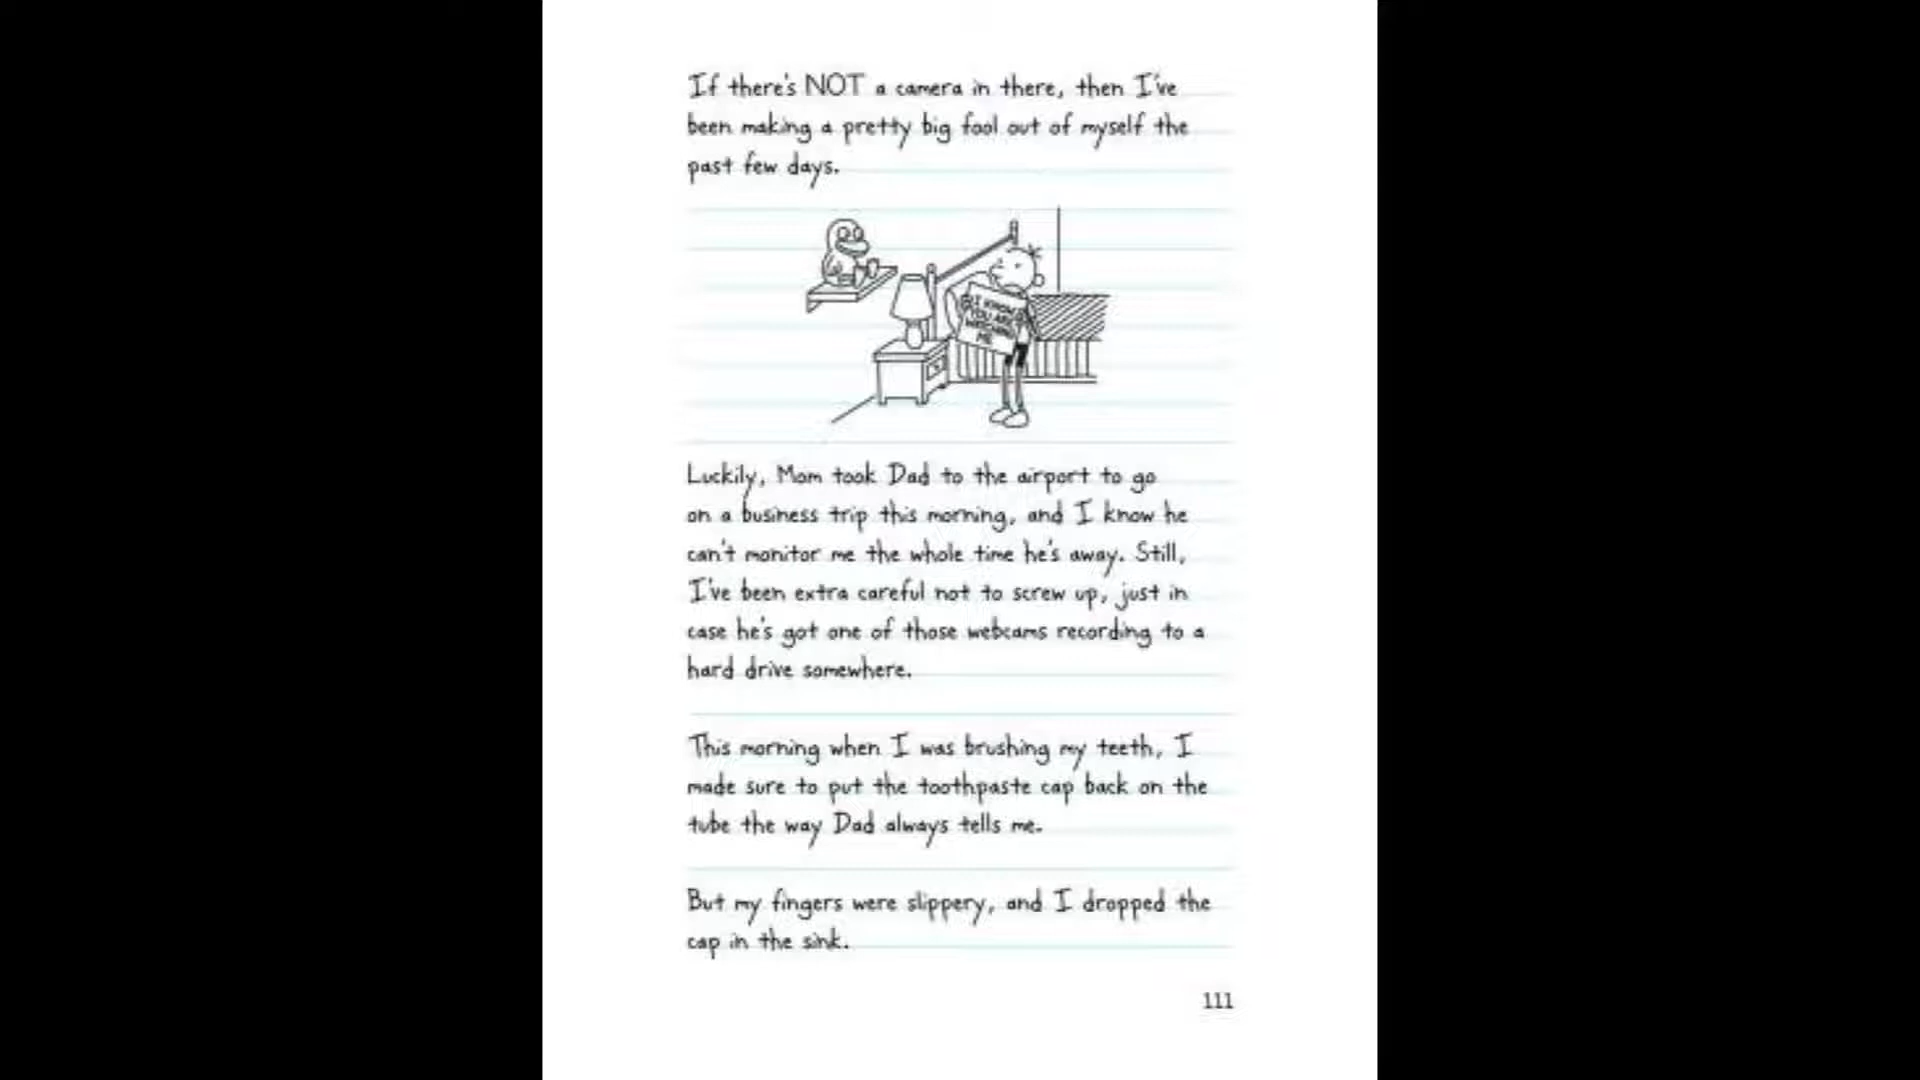 If there's NOT a camera in there, then I've
been making a pretty big fool out of myself the
past few days.
I KNOW
YOU ARE
WATCHING
ME
Luckily, Mom took Dad to the airport to go
on a business trip this morning, and I know he
can't monitor me the whole time he's away. Still,
I've been extra careful not to screw up, just in
case he's got one of those webcams recording to a
hard drive somewhere.
This morning when I was brushing my teeth, I
made sure to put the toothpaste cap back on the
tube the way Dad always tells me.
But my fingers were slippery, and I dropped the
cap in the sink.
111